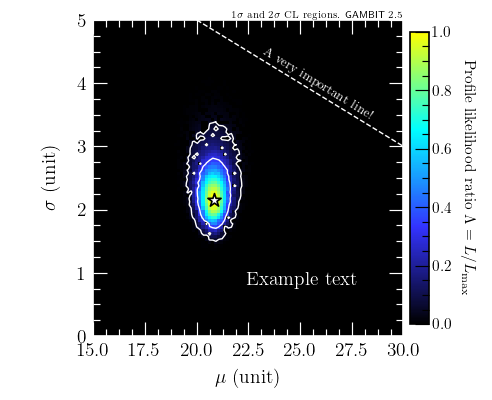 1σ and 2σ CL regions. GAMBIT 2.5
A very important line!
Example text
5
4
3
2
1
0
σ (unit)
15.0 17.5 20.0 22.5 25.0 27.5 30.0
μ (unit)
1.0
0.8
0.6
0.4
0.2
0.0
Profile likelihood ratio Λ = L/L_max